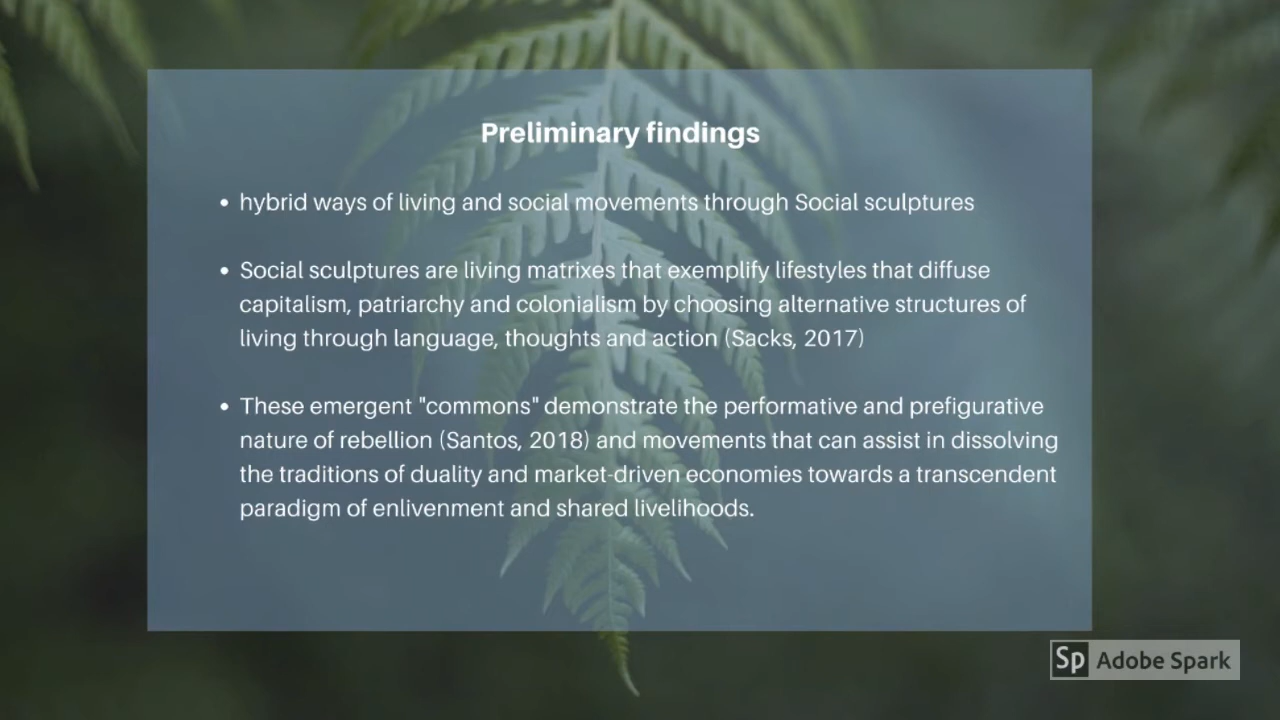 Preliminary findings
• hybrid ways of living and social movements through Social sculptures
• Social sculptures are living matrixes that exemplify lifestyles that diffuse
capitalism, patriarchy and colonialism by choosing alternative structures of
living through language, thoughts and action (Sacks, 2017)
• These emergent "commons" demonstrate the performative and prefigurative
nature of rebellion (Santos, 2018) and movements that can assist in dissolving
the traditions of duality and market-driven economies towards a transcendent
paradigm of enlivenment and shared livelihoods.
Sp Adobe Spark